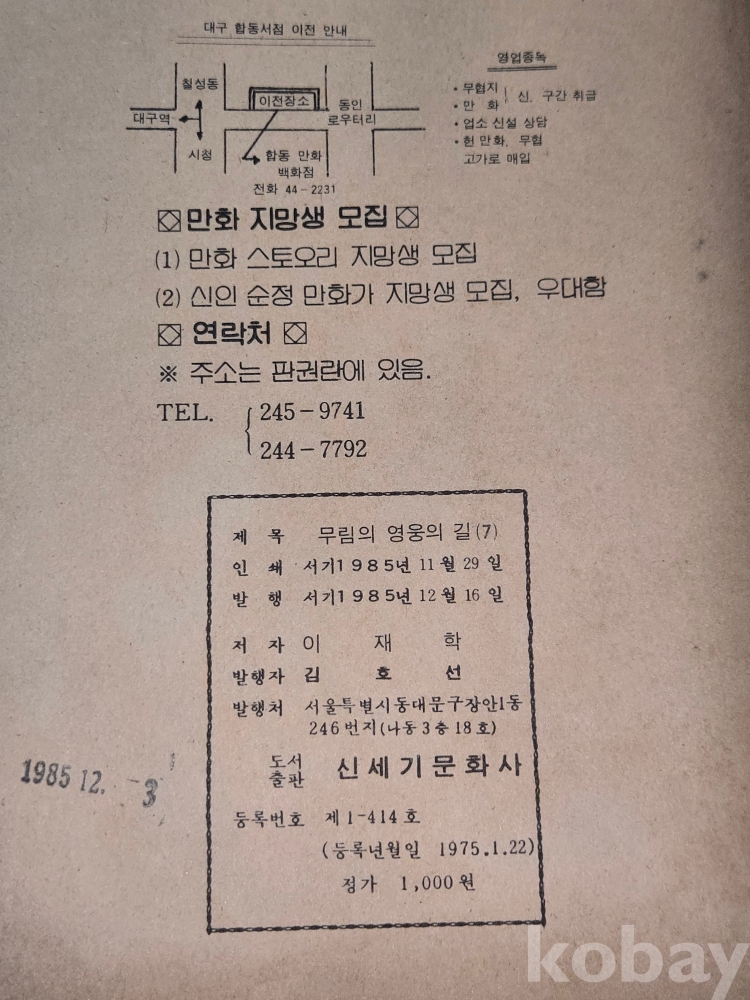 대구 합동서점 이전 안내
칠성동
이전장소
대구역
동인
로우터리
시청
합동 만화
백화점
전화 44-2231
영업종목
• 무협지
• 만 화
신. 구간 취급
• 업소 신설 상담
• 헌 만화, 무협
고가로 매입
만화 지망생 모집
(1) 만화 스토오리 지망생 모집
(2) 신인 순정 만화가 지망생 모집, 우대함
연락처
※ 주소는 판권란에 있음.
TEL. 245-9741
244-7792
제 목 무림의 영웅의 길(7)
인 쇄 서기1985년 11월 29일
발 행 서기1985년 12월 16일
저 자 이 재 학
발행자 김 호 선
발행처 서울특별시동대문구장안1동
246번지(나동3층18호)
도서출판 신세기문화사
등록번호 제1-414호
(등록년월일 1975.1.22)
정가 1,000원
1985 12. -3
kobay